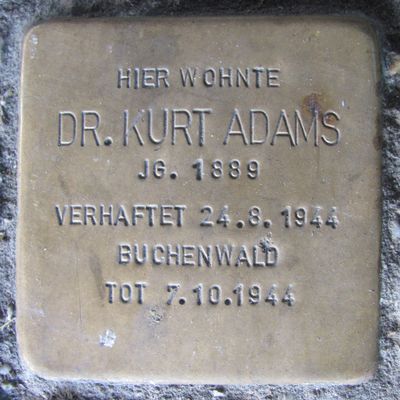 HIER WOHNTE
DR. KURT ADAMS
JG. 1889
VERHAFTET 24.8.1944
BUCHENWALD
TOT 7.10.1944